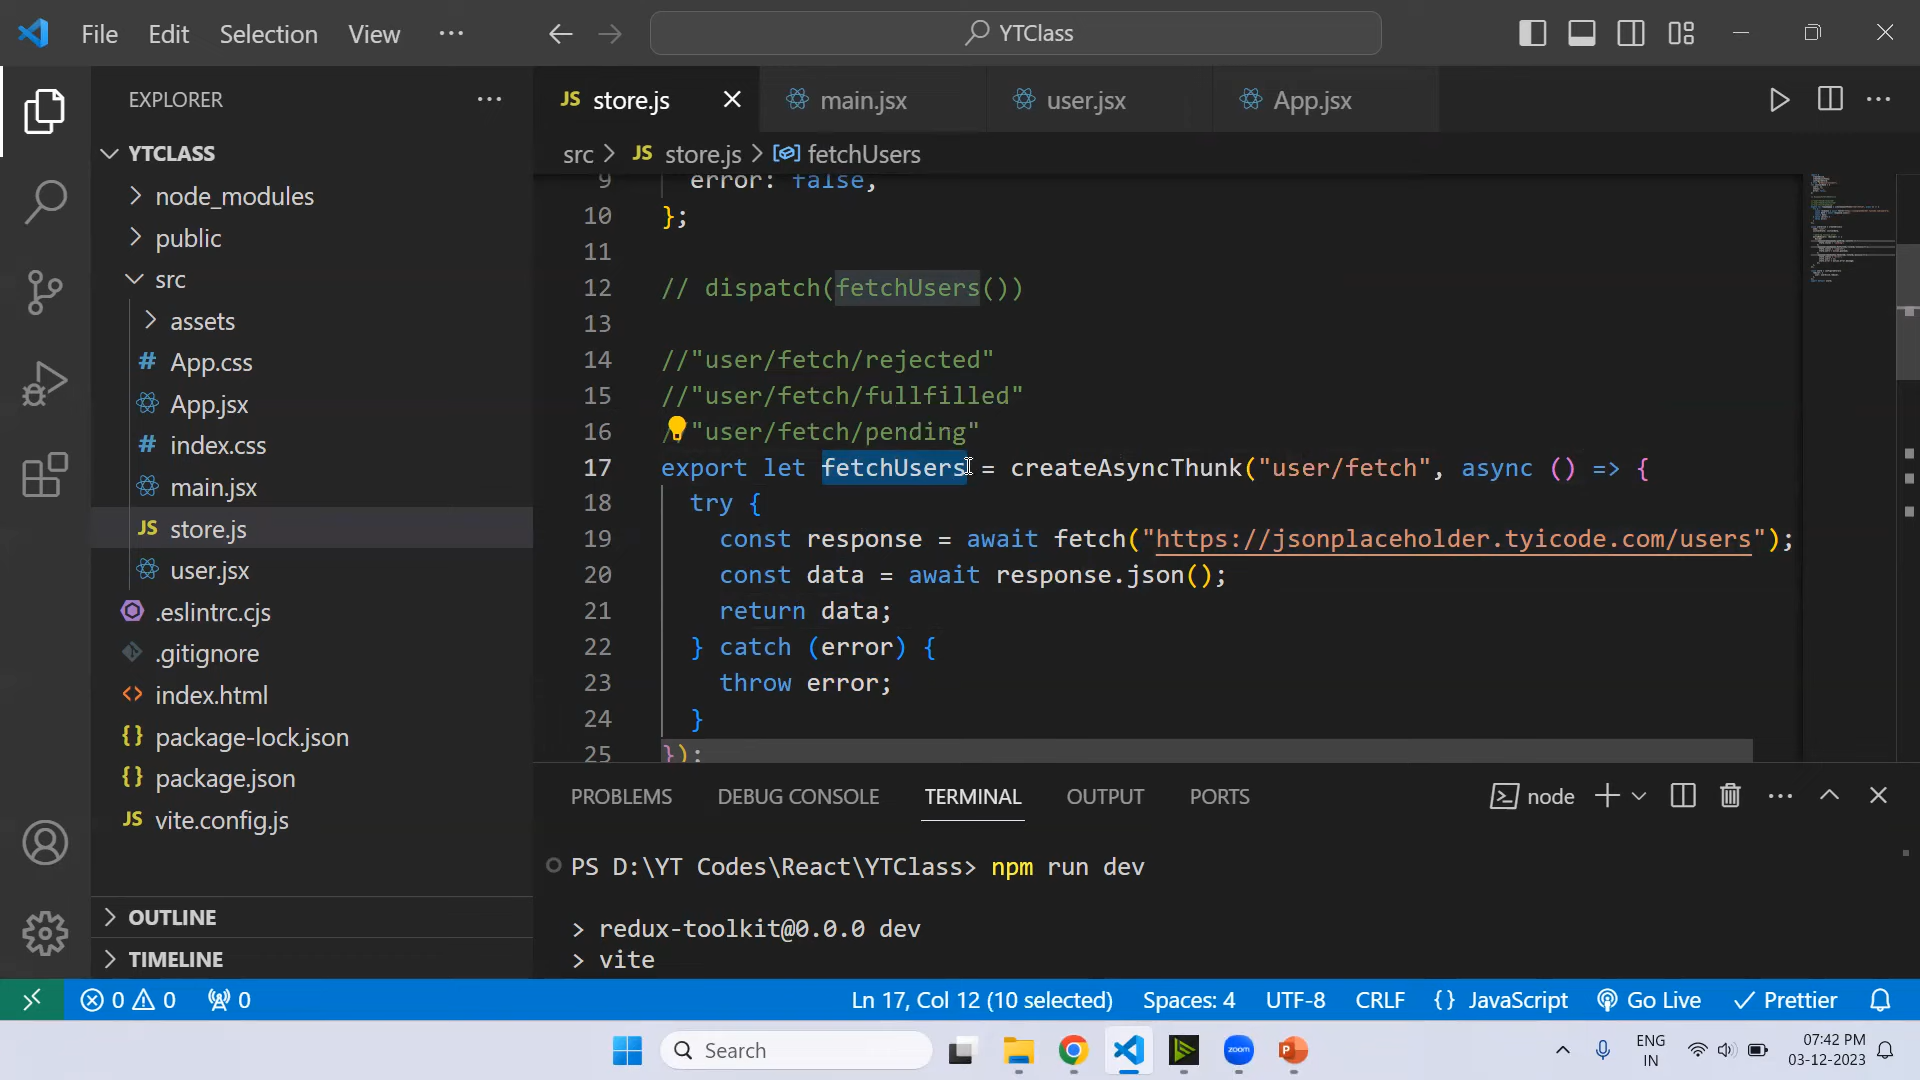 File Edit Selection View ··· YTClass
EXPLORER ···
YTCLASS
node_modules
public
src
assets
# App.css
App.jsx
# index.css
main.jsx
JS store.js
user.jsx
.eslintrc.cjs
.gitignore
<> index.html
{} package-lock.json
{} package.json
JS vite.config.js
OUTLINE
TIMELINE
JS store.js main.jsx user.jsx App.jsx
src > JS store.js > fetchUsers
9 error: false,
10 };
11
12 // dispatch(fetchUsers())
13
14 //"user/fetch/rejected"
15 //"user/fetch/fullfilled"
16 //"user/fetch/pending"
17 export let fetchUsers = createAsyncThunk("user/fetch", async () => {
18 try {
19 const response = await fetch("https://jsonplaceholder.tyicode.com/users");
20 const data = await response.json();
21 return data;
22 } catch (error) {
23 throw error;
24 }
25 });
PROBLEMS DEBUG CONSOLE TERMINAL OUTPUT PORTS node
PS D:\YT Codes\React\YTClass> npm run dev
> redux-toolkit@0.0.0 dev
> vite
0 0 0 Ln 17, Col 12 (10 selected) Spaces: 4 UTF-8 CRLF {} JavaScript Go Live Prettier
Search zoom ENG IN 07:42 PM 03-12-2023